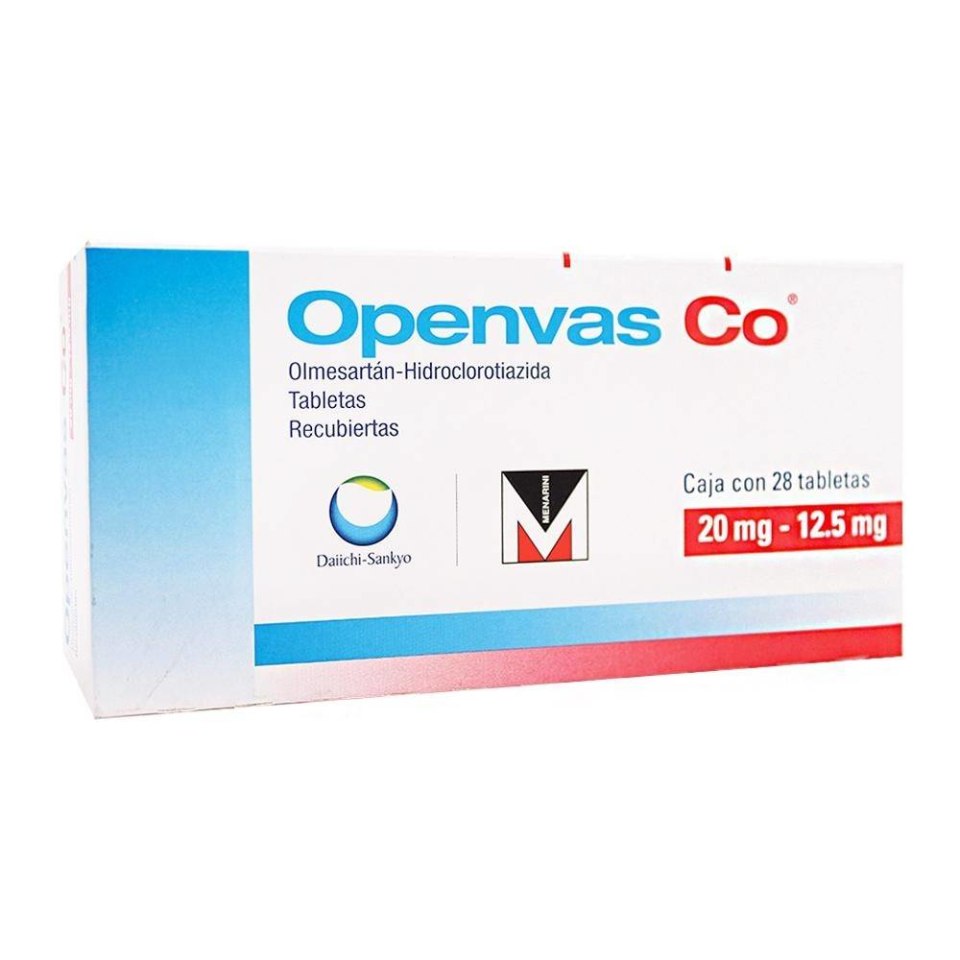 Openvas Co®
Olmesartán-Hidroclorotiazida
Tabletas
Recubiertas
Daiichi-Sankyo
MENARINI
Caja con 28 tabletas
20 mg - 12.5 mg